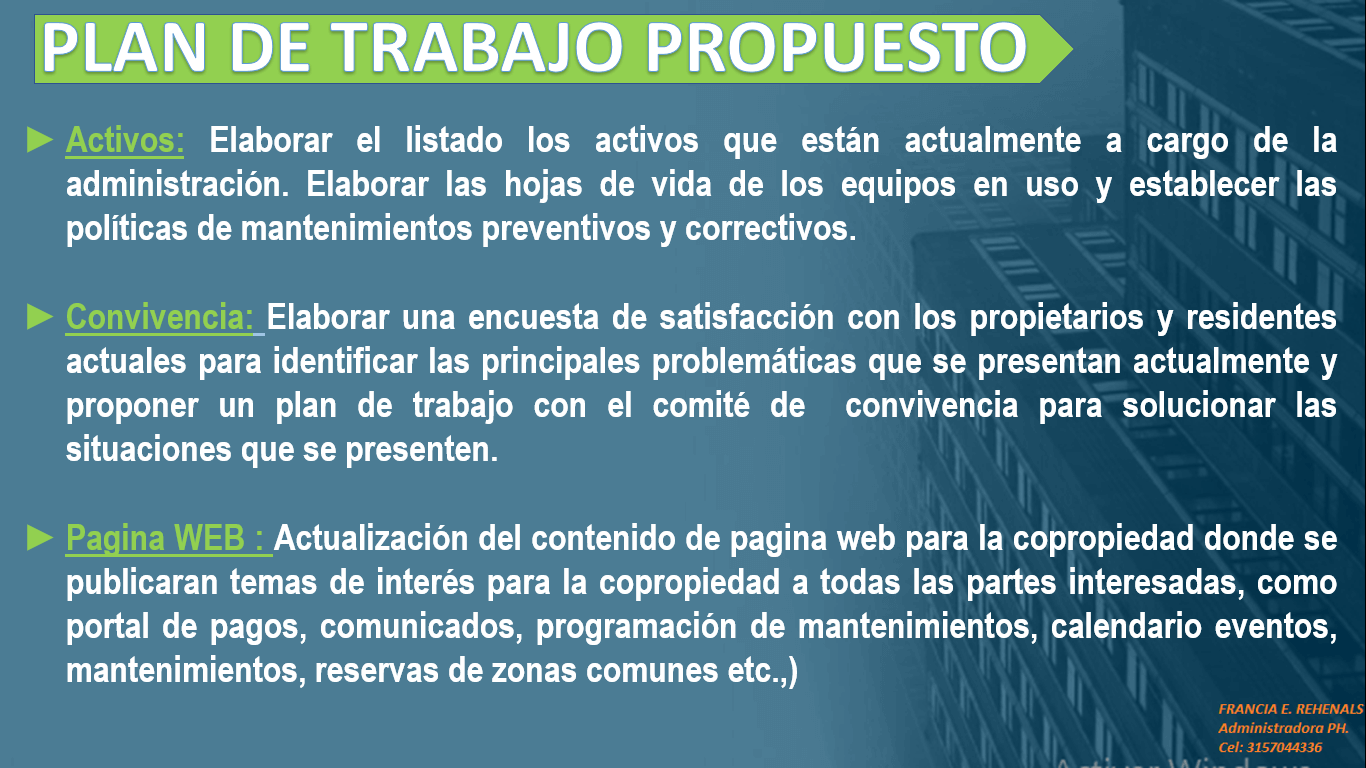 PLAN DE TRABAJO PROPUESTO
► Activos: Elaborar el listado los activos que están actualmente a cargo de la
administración. Elaborar las hojas de vida de los equipos en uso y establecer las
políticas de mantenimientos preventivos y correctivos.
► Convivencia: Elaborar una encuesta de satisfacción con los propietarios y residentes
actuales para identificar las principales problemáticas que se presentan actualmente y
proponer un plan de trabajo con el comité de convivencia para solucionar las
situaciones que se presenten.
► Pagina WEB : Actualización del contenido de pagina web para la copropiedad donde se
publicaran temas de interés para la copropiedad a todas las partes interesadas, como
portal de pagos, comunicados, programación de mantenimientos, calendario eventos,
mantenimientos, reservas de zonas comunes etc.,)
FRANCIA E. REHENALS
Administradora PH.
Cel: 3157044336
Activar Windows